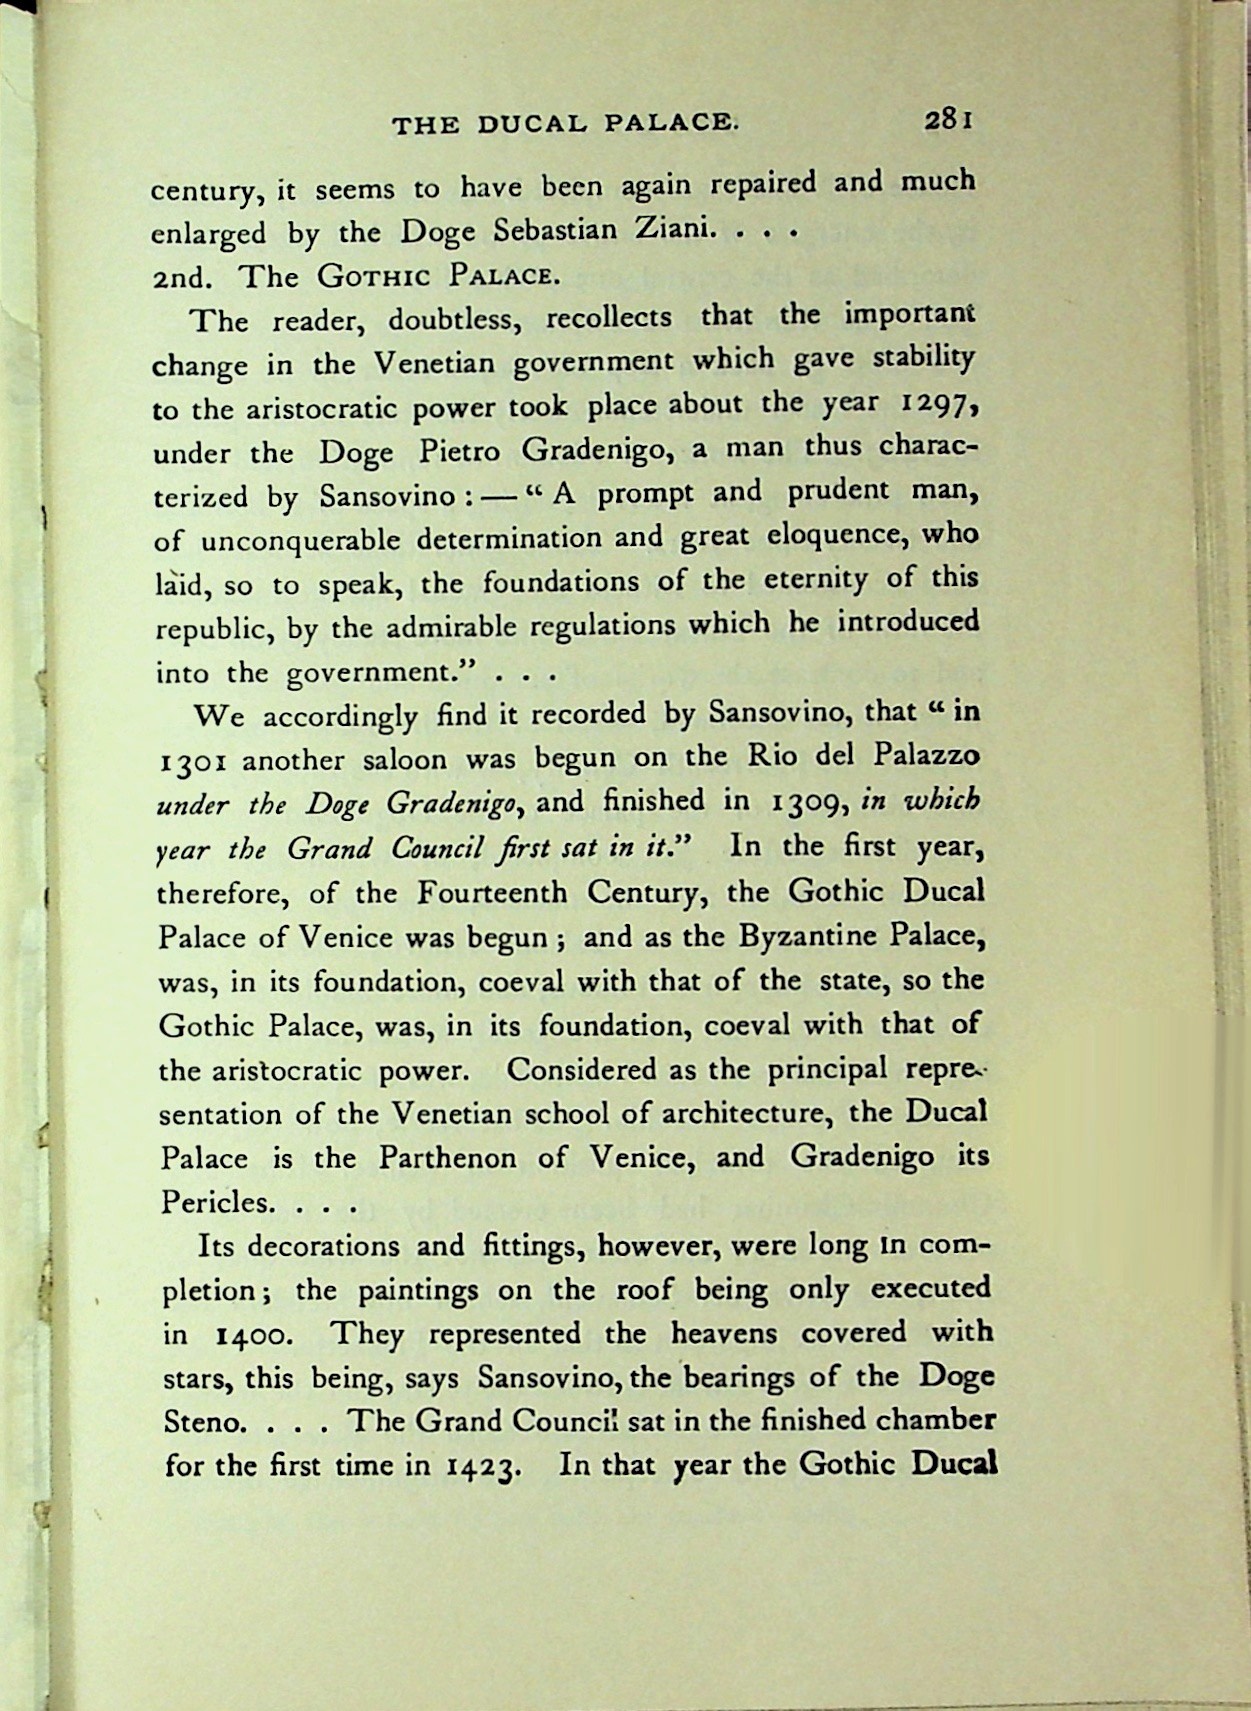 THE DUCAL PALACE. 281
century, it seems to have been again repaired and much
enlarged by the Doge Sebastian Ziani. . . .
2nd. The GOTHIC PALACE.
The reader, doubtless, recollects that the important
change in the Venetian government which gave stability
to the aristocratic power took place about the year 1297,
under the Doge Pietro Gradenigo, a man thus charac-
terized by Sansovino : — “ A prompt and prudent man,
of unconquerable determination and great eloquence, who
laid, so to speak, the foundations of the eternity of this
republic, by the admirable regulations which he introduced
into the government.” . . .
We accordingly find it recorded by Sansovino, that “ in
1301 another saloon was begun on the Rio del Palazzo
under the Doge Gradenigo, and finished in 1309, in which
year the Grand Council first sat in it.” In the first year,
therefore, of the Fourteenth Century, the Gothic Ducal
Palace of Venice was begun ; and as the Byzantine Palace,
was, in its foundation, coeval with that of the state, so the
Gothic Palace, was, in its foundation, coeval with that of
the aristocratic power. Considered as the principal repre-
sentation of the Venetian school of architecture, the Ducal
Palace is the Parthenon of Venice, and Gradenigo its
Pericles. . . .
Its decorations and fittings, however, were long in com-
pletion ; the paintings on the roof being only executed
in 1400. They represented the heavens covered with
stars, this being, says Sansovino, the bearings of the Doge
Steno. . . . The Grand Council sat in the finished chamber
for the first time in 1423. In that year the Gothic Ducal